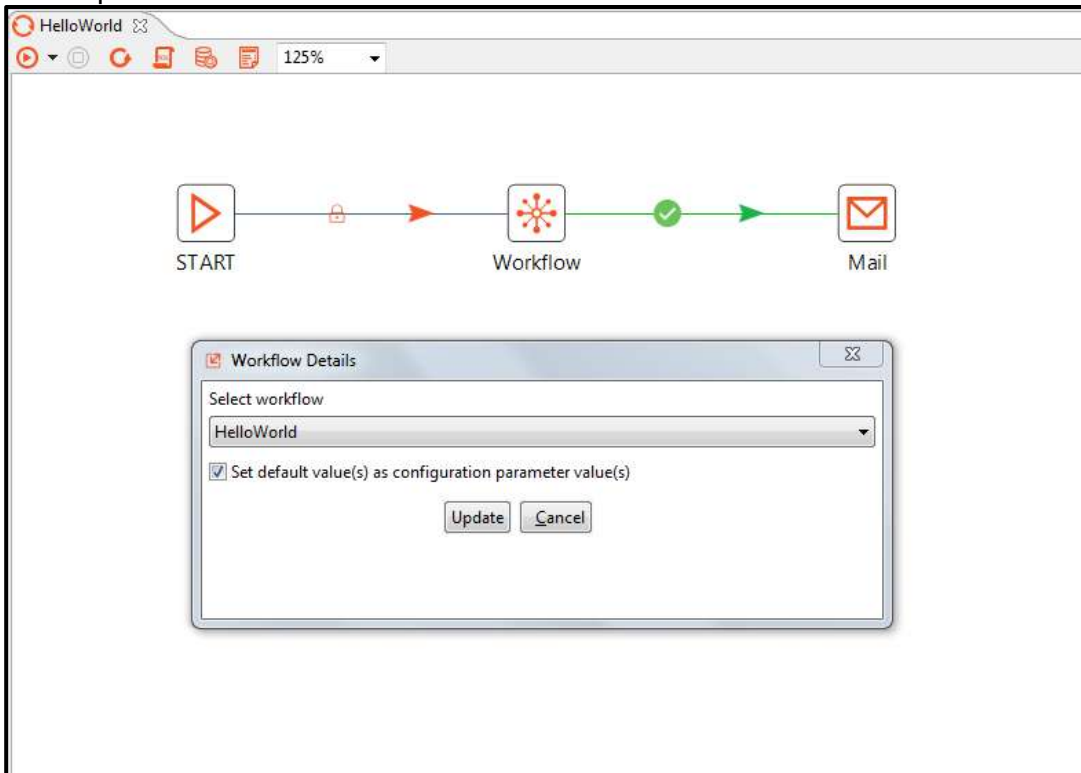 HelloWorld
125%
START
Workflow
Mail
Workflow Details
Select workflow
HelloWorld
Set default value(s) as configuration parameter value(s)
Update Cancel